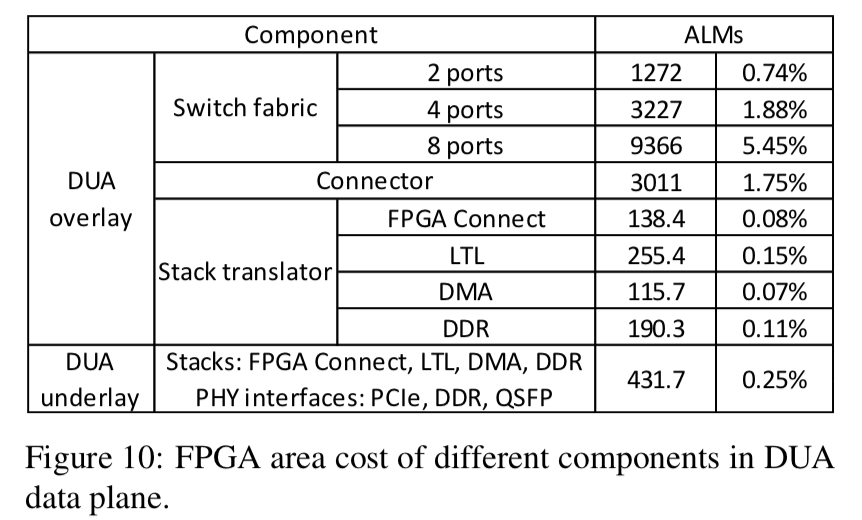 Component ALMs
DUA overlay Switch fabric 2 ports 1272 0.74%
4 ports 3227 1.88%
8 ports 9366 5.45%
Connector 3011 1.75%
Stack translator FPGA Connect 138.4 0.08%
LTL 255.4 0.15%
DMA 115.7 0.07%
DDR 190.3 0.11%
DUA underlay Stacks: FPGA Connect, LTL, DMA, DDR
PHY interfaces: PCIe, DDR, QSFP 431.7 0.25%
Figure 10: FPGA area cost of different components in DUA
data plane.